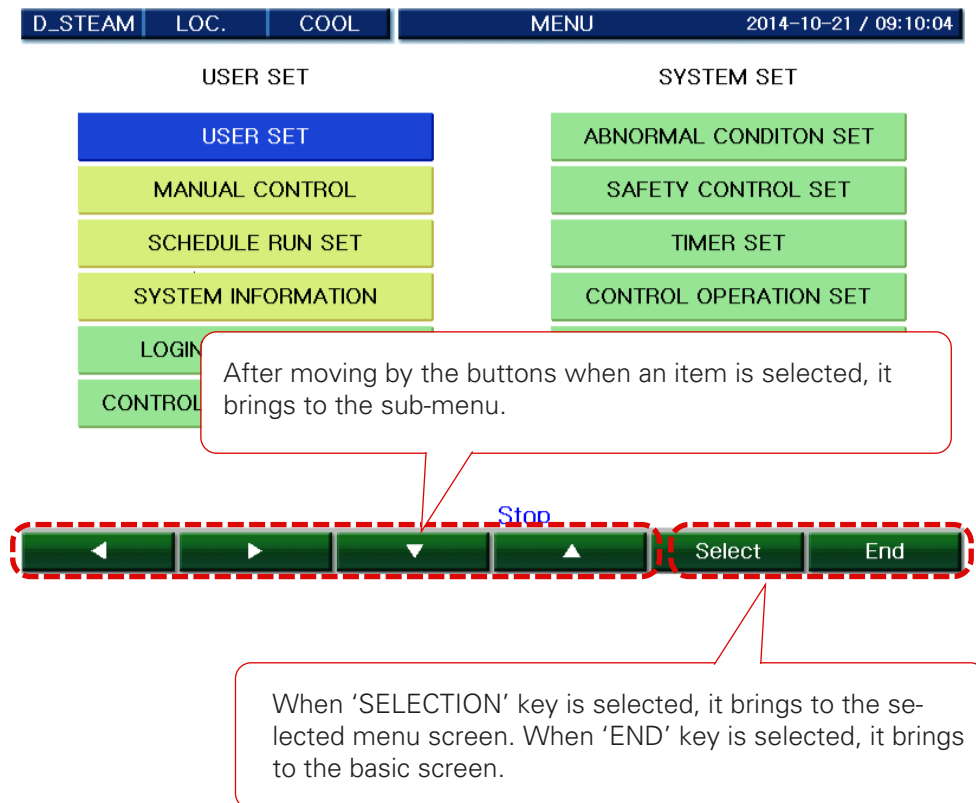 D_STEAM LOC. COOL MENU 2014-10-21 / 09:10:04
USER SET
SYSTEM SET
USER SET
MANUAL CONTROL
SCHEDULE RUN SET
SYSTEM INFORMATION
LOGIN
CONTROL
ABNORMAL CONDITON SET
SAFETY CONTROL SET
TIMER SET
CONTROL OPERATION SET
After moving by the buttons when an item is selected, it
brings to the sub-menu.
Stop
Select End
When ‘SELECTION’ key is selected, it brings to the se-
lected menu screen. When ‘END’ key is selected, it brings
to the basic screen.